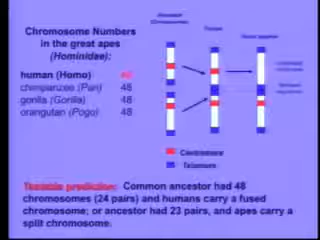 Chromosome Numbers
in the great apes
(Hominidae):
human (Homo) 46
chimpanzee (Pan) 48
gorilla (Gorilla) 48
orangutan (Pogo) 48
Centromere
Telomere
Testable prediction: Common ancestor had 48
chromosomes (24 pairs) and humans carry a fused
chromosome; or ancestor had 23 pairs, and apes carry a
split chromosome.